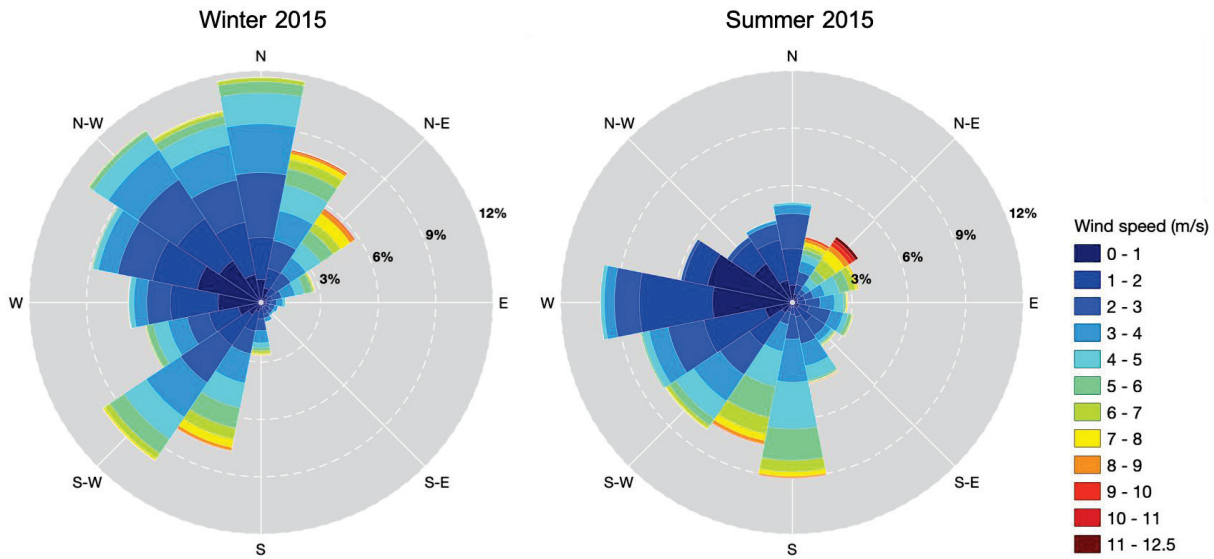 Winter 2015
N
N-E
E
S-E
S
S-W
W
N-W
3%
6%
9%
12%
Summer 2015
N
N-E
E
S-E
S
S-W
W
N-W
3%
6%
9%
12%
Wind speed (m/s)
0 - 1
1 - 2
2 - 3
3 - 4
4 - 5
5 - 6
6 - 7
7 - 8
8 - 9
9 - 10
10 - 11
11 - 12.5